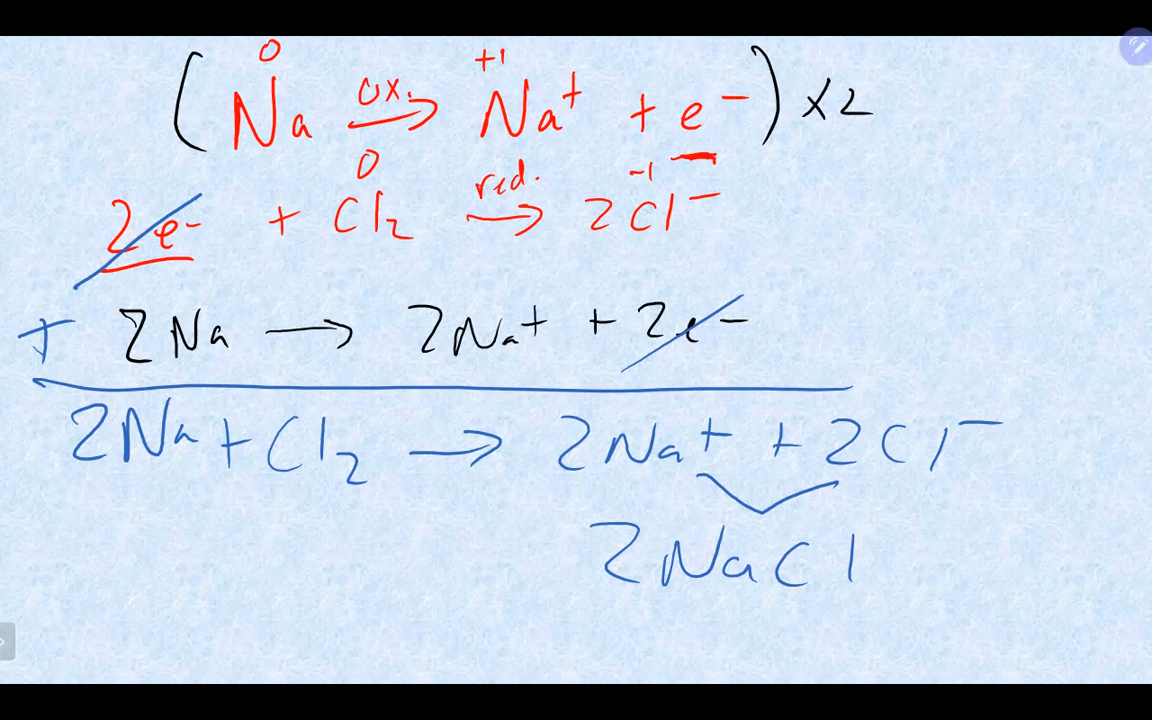 0 +1
(Na ox.→ Na⁺ + e⁻) x2
0 -1
2e⁻ + Cl₂ red.→ 2Cl⁻
+ 2Na → 2Na⁺ + 2e⁻
2Na + Cl₂ → 2Na⁺ + 2Cl⁻
2NaCl